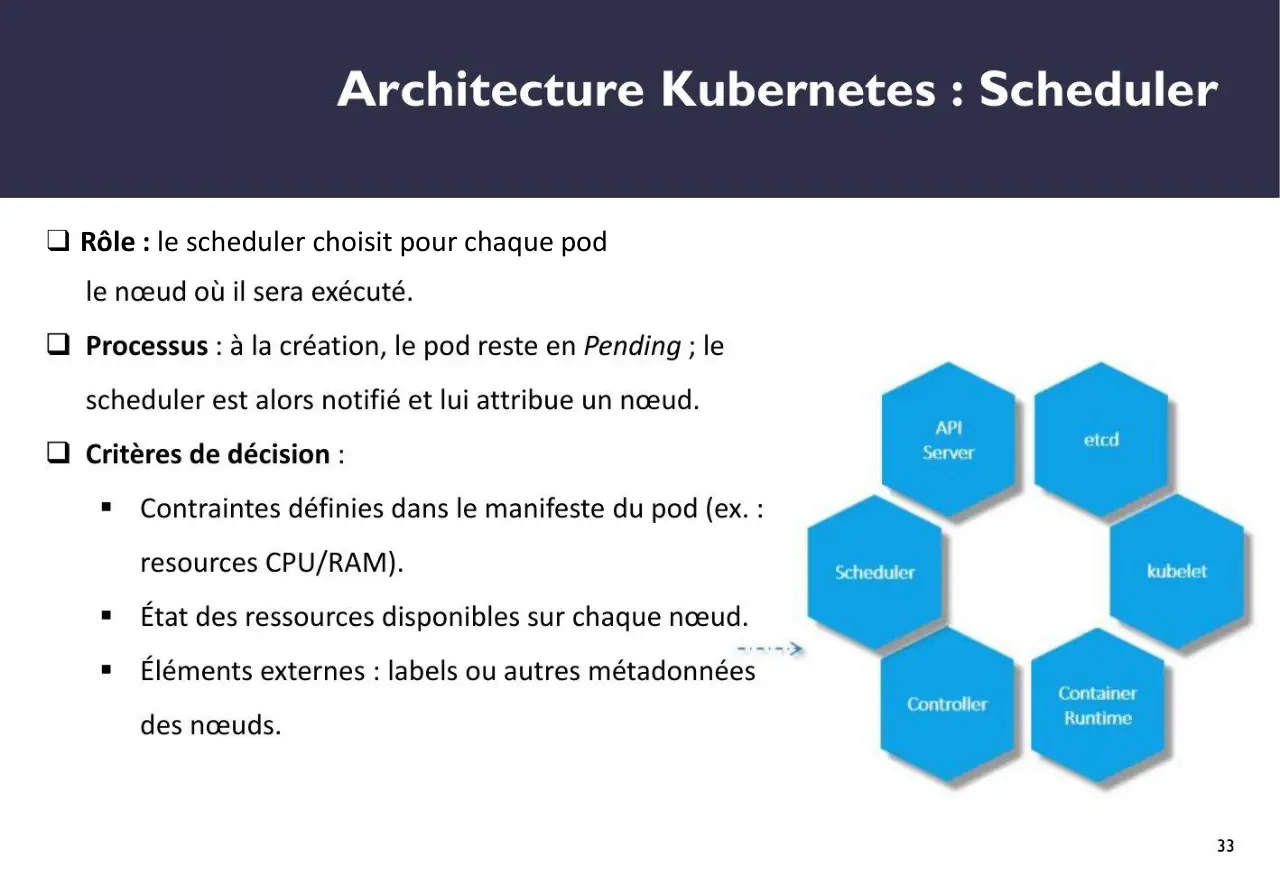 Architecture Kubernetes : Scheduler
❑ Rôle : le scheduler choisit pour chaque pod
le nœud où il sera exécuté.
❑ Processus : à la création, le pod reste en Pending ; le
scheduler est alors notifié et lui attribue un nœud.
❑ Critères de décision :
▪ Contraintes définies dans le manifeste du pod (ex. :
resources CPU/RAM).
▪ État des ressources disponibles sur chaque nœud.
▪ Éléments externes : labels ou autres métadonnées
des nœuds.
API
Server
etcd
Scheduler
kubelet
Controller
Container
Runtime
33